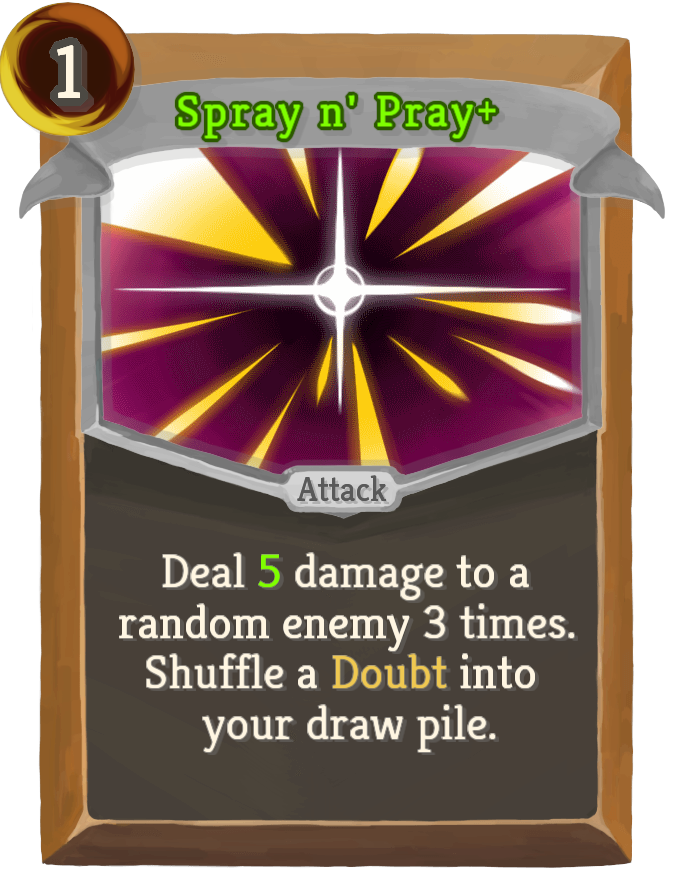 1
Spray n' Pray+
Attack
Deal 5 damage to a
random enemy 3 times.
Shuffle a Doubt into
your draw pile.